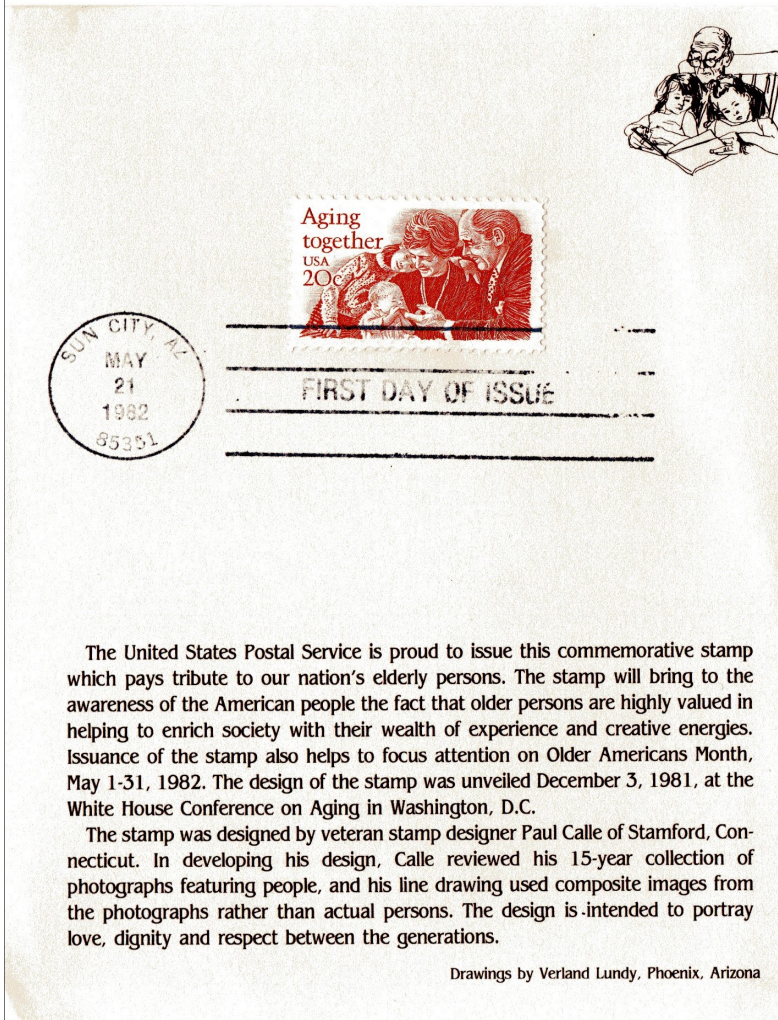 Aging
together
USA
20c
SUN CITY, AZ
MAY
21
1982
85351
FIRST DAY OF ISSUE
The United States Postal Service is proud to issue this commemorative stamp
which pays tribute to our nation's elderly persons. The stamp will bring to the
awareness of the American people the fact that older persons are highly valued in
helping to enrich society with their wealth of experience and creative energies.
Issuance of the stamp also helps to focus attention on Older Americans Month,
May 1-31, 1982. The design of the stamp was unveiled December 3, 1981, at the
White House Conference on Aging in Washington, D.C.
The stamp was designed by veteran stamp designer Paul Calle of Stamford, Con-
necticut. In developing his design, Calle reviewed his 15-year collection of
photographs featuring people, and his line drawing used composite images from
the photographs rather than actual persons. The design is intended to portray
love, dignity and respect between the generations.
Drawings by Verland Lundy, Phoenix, Arizona